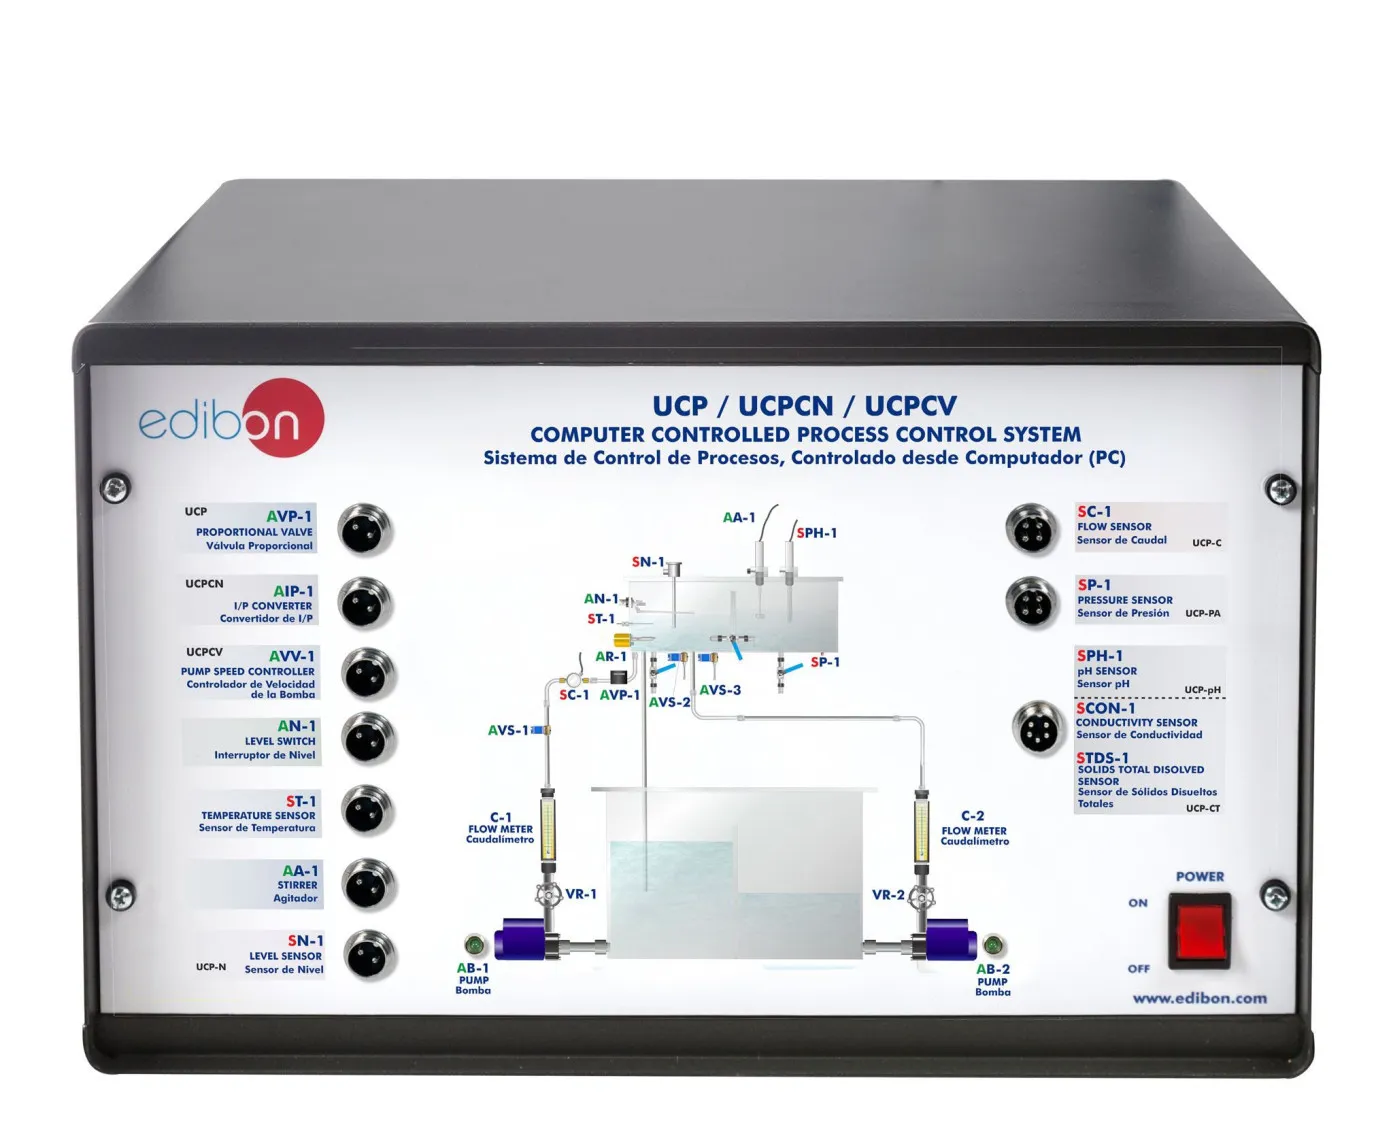 edibon
UCP / UCPCN / UCPCV
COMPUTER CONTROLLED PROCESS CONTROL SYSTEM
Sistema de Control de Procesos, Controlado desde Computador (PC)
UCP
AVP-1
PROPORTIONAL VALVE
Válvula Proporcional
UCPCN
AIP-1
I/P CONVERTER
Convertidor de I/P
UCPCV
AVV-1
PUMP SPEED CONTROLLER
Controlador de Velocidad
de la Bomba
AN-1
LEVEL SWITCH
Interruptor de Nivel
ST-1
TEMPERATURE SENSOR
Sensor de Temperatura
AA-1
STIRRER
Agitador
SN-1
LEVEL SENSOR
UCP-N
Sensor de Nivel
AA-1
SPH-1
SN-1
AN-1
ST-1
AR-1
SP-1
SC-1
AVP-1
AVS-2
AVS-3
AVS-1
C-1
FLOW METER
Caudalímetro
C-2
FLOW METER
Caudalímetro
VR-1
VR-2
AB-1
PUMP
Bomba
AB-2
PUMP
Bomba
SC-1
FLOW SENSOR
Sensor de Caudal
UCP-C
SP-1
PRESSURE SENSOR
Sensor de Presión
UCP-PA
SPH-1
pH SENSOR
Sensor pH
UCP-pH
SCON-1
CONDUCTIVITY SENSOR
Sensor de Conductividad
STDS-1
SOLIDS TOTAL DISOLVED
SENSOR
Sensor de Sólidos Disueltos
Totales
UCP-CT
POWER
ON
OFF
www.edibon.com